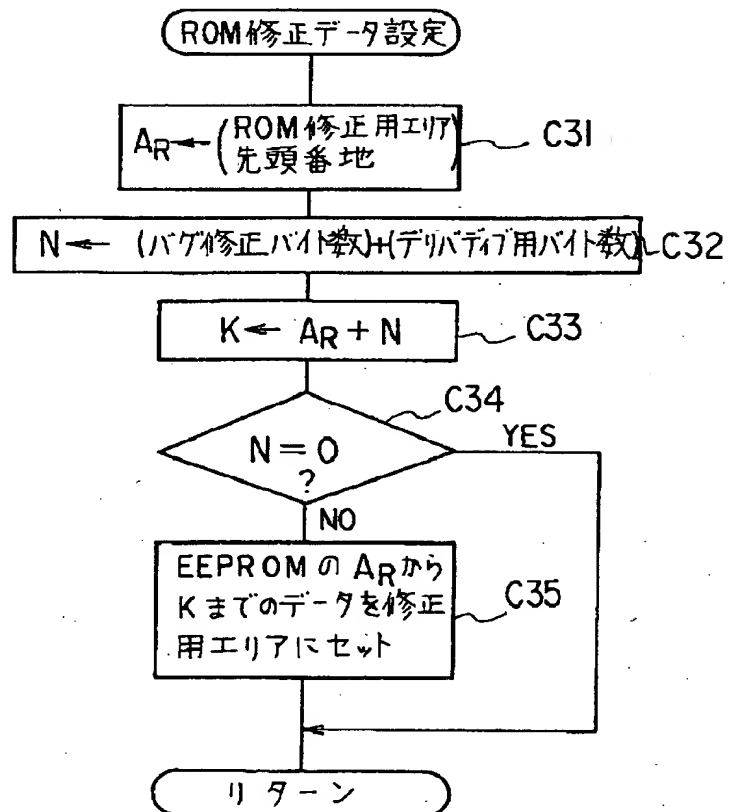 ROM修正データ設定
AR←(ROM修正用エリア
先頭番地)
C31
N← (バグ修正バイト数)+(デリバティブ用バイト数)
C32
K← AR+N
C33
C34
N=0
?
YES
NO
EEPROMのARから
Kまでのデータを修正
用エリアにセット
C35
リターン